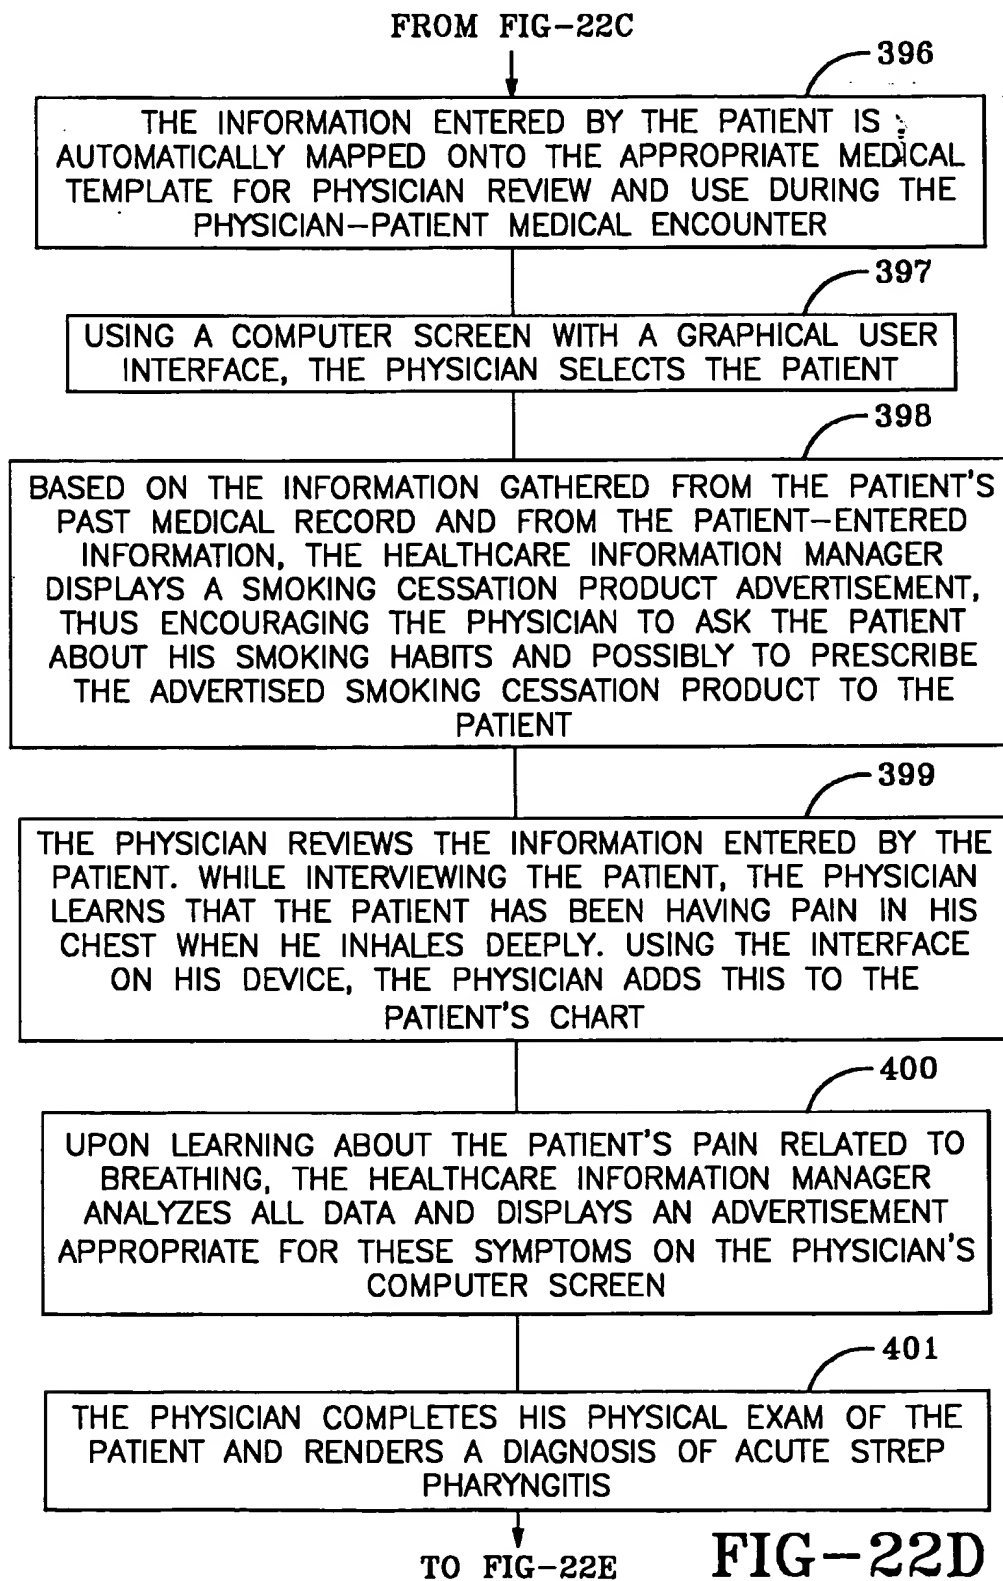 FROM FIG-22C
396
THE INFORMATION ENTERED BY THE PATIENT IS
AUTOMATICALLY MAPPED ONTO THE APPROPRIATE MEDICAL
TEMPLATE FOR PHYSICIAN REVIEW AND USE DURING THE
PHYSICIAN-PATIENT MEDICAL ENCOUNTER
397
USING A COMPUTER SCREEN WITH A GRAPHICAL USER
INTERFACE, THE PHYSICIAN SELECTS THE PATIENT
398
BASED ON THE INFORMATION GATHERED FROM THE PATIENT'S
PAST MEDICAL RECORD AND FROM THE PATIENT-ENTERED
INFORMATION, THE HEALTHCARE INFORMATION MANAGER
DISPLAYS A SMOKING CESSATION PRODUCT ADVERTISEMENT,
THUS ENCOURAGING THE PHYSICIAN TO ASK THE PATIENT
ABOUT HIS SMOKING HABITS AND POSSIBLY TO PRESCRIBE
THE ADVERTISED SMOKING CESSATION PRODUCT TO THE
PATIENT
399
THE PHYSICIAN REVIEWS THE INFORMATION ENTERED BY THE
PATIENT. WHILE INTERVIEWING THE PATIENT, THE PHYSICIAN
LEARNS THAT THE PATIENT HAS BEEN HAVING PAIN IN HIS
CHEST WHEN HE INHALES DEEPLY. USING THE INTERFACE
ON HIS DEVICE, THE PHYSICIAN ADDS THIS TO THE
PATIENT'S CHART
400
UPON LEARNING ABOUT THE PATIENT'S PAIN RELATED TO
BREATHING, THE HEALTHCARE INFORMATION MANAGER
ANALYZES ALL DATA AND DISPLAYS AN ADVERTISEMENT
APPROPRIATE FOR THESE SYMPTOMS ON THE PHYSICIAN'S
COMPUTER SCREEN
401
THE PHYSICIAN COMPLETES HIS PHYSICAL EXAM OF THE
PATIENT AND RENDERS A DIAGNOSIS OF ACUTE STREP
PHARYNGITIS
TO FIG-22E
FIG-22D